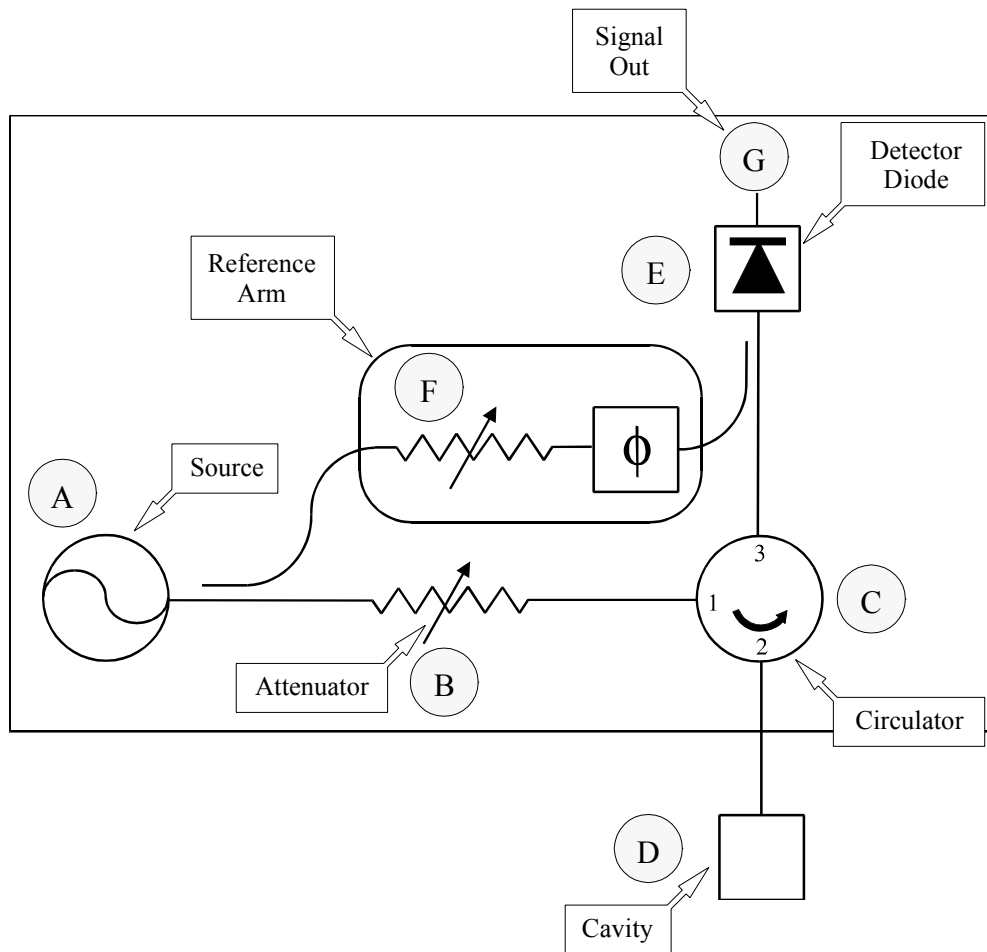 Signal
Out
G
Detector
Diode
Reference
Arm
E
F
ϕ
Source
A
3
1
2
C
Attenuator
B
Circulator
D
Cavity